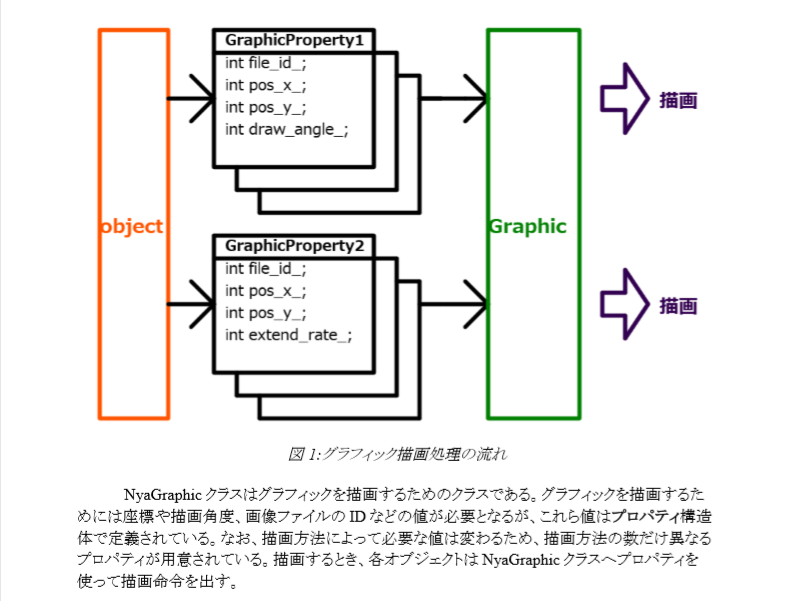 GraphicProperty1
int file_id_;
int pos_x_;
int pos_y_;
int draw_angle_;
描画
object
Graphic
GraphicProperty2
int file_id_;
int pos_x_;
int pos_y_;
int extend_rate_;
描画
図 1:グラフィック描画処理の流れ
NyaGraphic クラスはグラフィックを描画するためのクラスである。グラフィックを描画するた
めには座標や描画角度、画像ファイルの ID などの値が必要となるが、これら値はプロパティ構造
体で定義されている。なお、描画方法によって必要な値は変わるため、描画方法の数だけ異なる
プロパティが用意されている。描画するとき、各オブジェクトは NyaGraphic クラスへプロパティを
使って描画命令を出す。